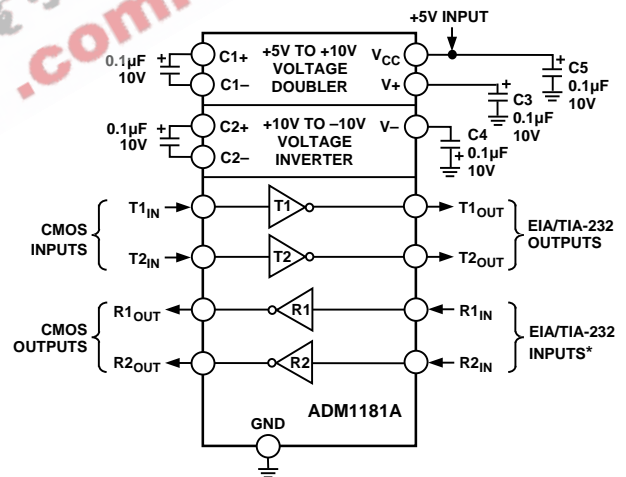 +5V INPUT
.com
0.1µF
10V
+
C1+
C1–
+5V TO +10V
VOLTAGE
DOUBLER
VCC
V+
+
C5
0.1µF
10V
+
C3
0.1µF
10V
0.1µF
10V
+
C2+
C2–
+10V TO –10V
VOLTAGE
INVERTER
V–
C4
+
0.1µF
10V
CMOS
INPUTS
T1IN
T1
T1OUT
T2IN
T2
T2OUT
EIA/TIA-232
OUTPUTS
CMOS
OUTPUTS
R1OUT
R1
R1IN
R2OUT
R2
R2IN
EIA/TIA-232
INPUTS*
ADM1181A
GND